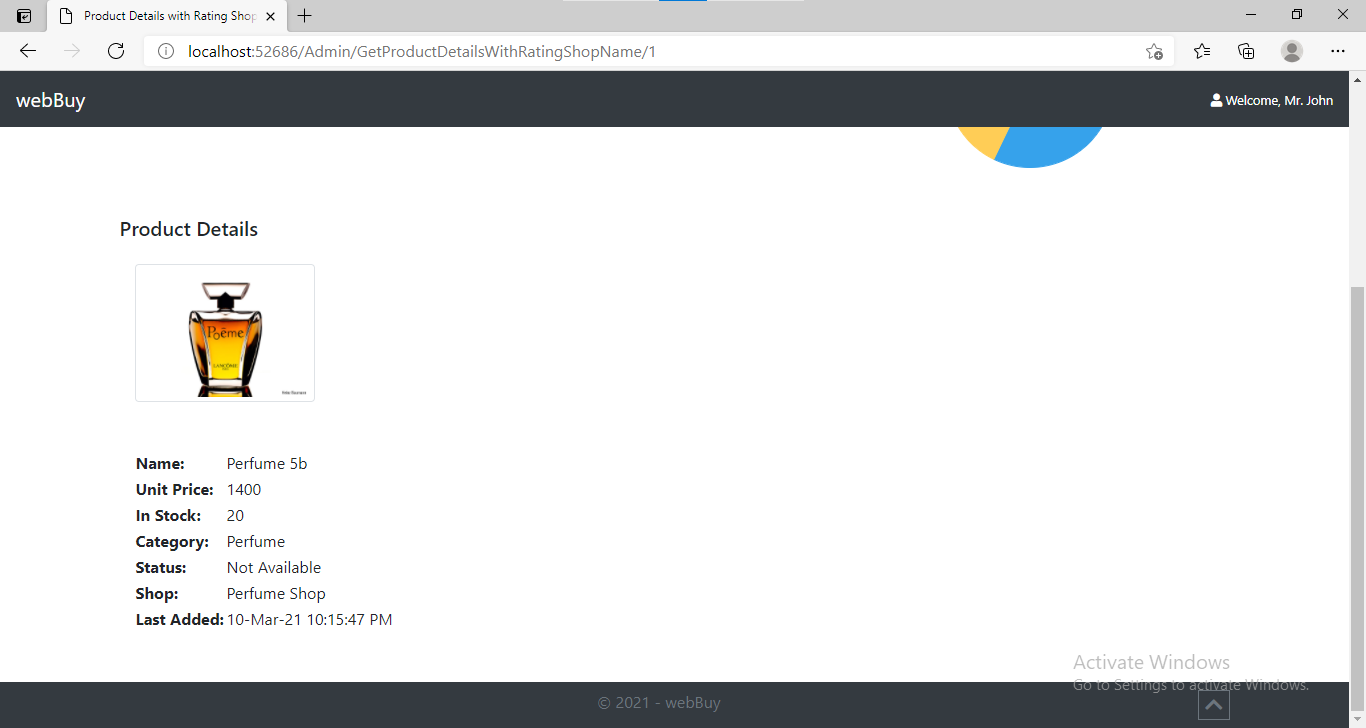 Product Details with Rating Shop
localhost:52686/Admin/GetProductDetailsWithRatingShopName/1
webBuy
Welcome, Mr. John
Product Details
Poême
LANCÔME
Name: Perfume 5b
Unit Price: 1400
In Stock: 20
Category: Perfume
Status: Not Available
Shop: Perfume Shop
Last Added: 10-Mar-21 10:15:47 PM
Activate Windows
Go to Settings to activate Windows.
© 2021 - webBuy